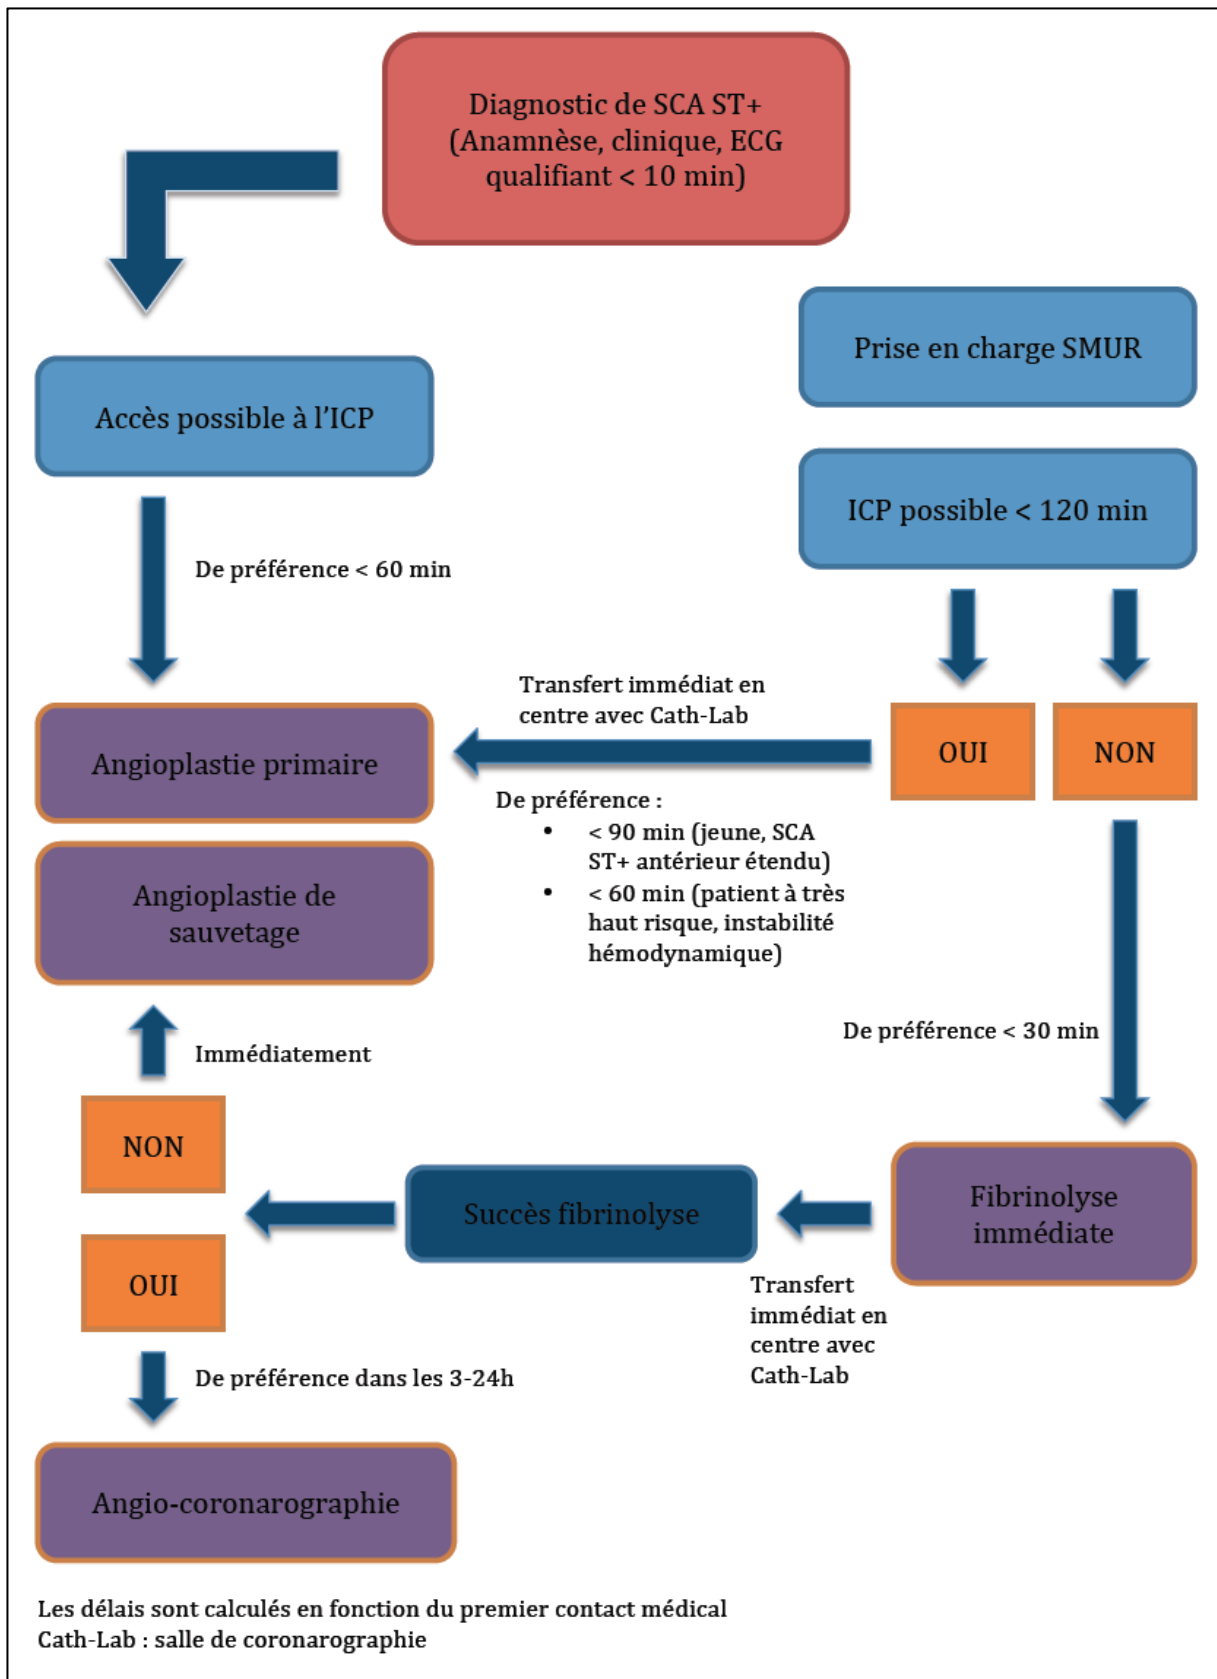 Diagnostic de SCA ST+
(Anamnèse, clinique, ECG
qualifiant < 10 min)
Prise en charge SMUR
Accès possible à l'ICP
ICP possible < 120 min
De préférence < 60 min
Transfert immédiat en
centre avec Cath-Lab
OUI
NON
Angioplastie primaire
De préférence :
• < 90 min (jeune, SCA
ST+ antérieur étendu)
• < 60 min (patient à très
haut risque, instabilité
hémodynamique)
Angioplastie de
sauvetage
De préférence < 30 min
Immédiatement
NON
Fibrinolyse
immédiate
Succès fibrinolyse
OUI
Transfert
immédiat en
centre avec
Cath-Lab
De préférence dans les 3-24h
Angio-coronarographie
Les délais sont calculés en fonction du premier contact médical
Cath-Lab : salle de coronarographie